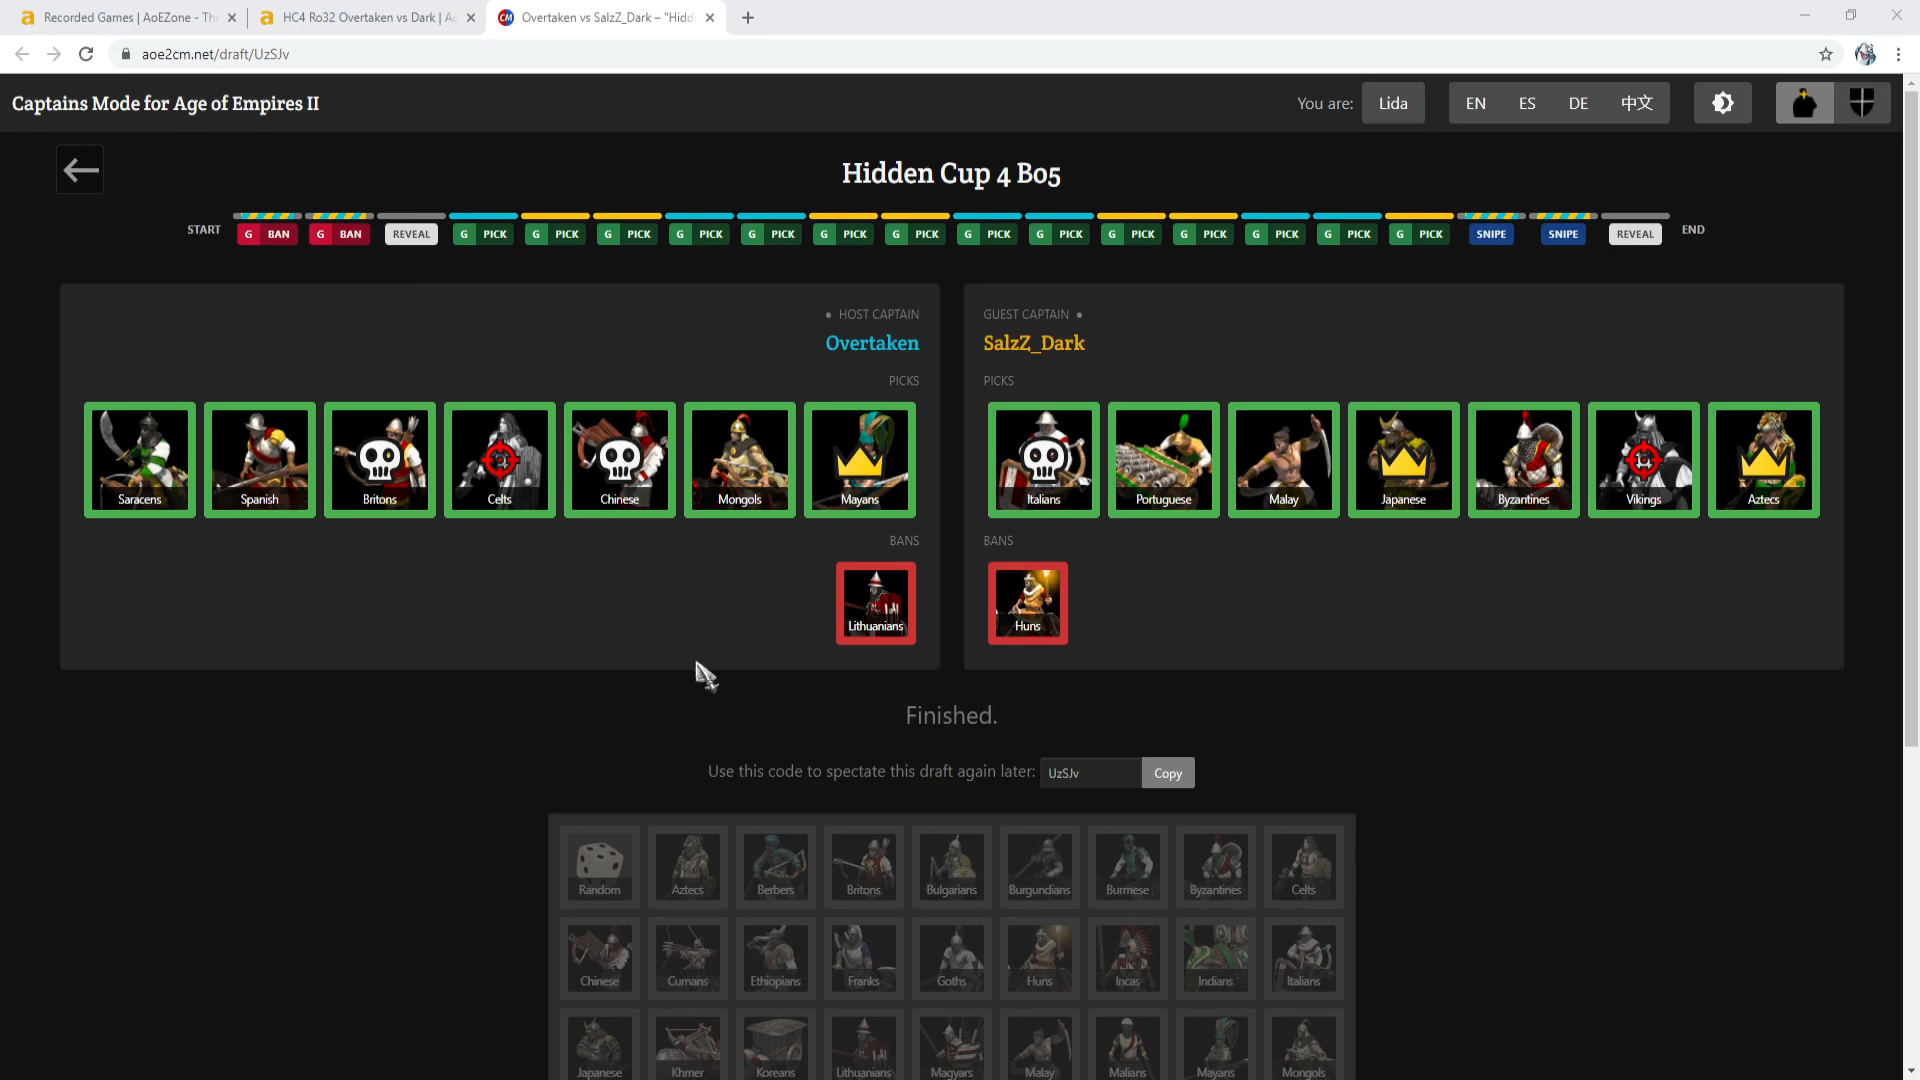 Recorded Games | AoEZone - Th
HC4 Ro32 Overtaken vs Dark | Ao
Overtaken vs SalzZ_Dark – "Hidd
aoe2cm.net/draft/UzSJv
Captains Mode for Age of Empires II
You are: Lida EN ES DE 中文
Hidden Cup 4 Bo5
START G BAN G BAN REVEAL G PICK G PICK G PICK G PICK G PICK G PICK G PICK G PICK G PICK G PICK G PICK G PICK G PICK G PICK SNIPE SNIPE REVEAL END
HOST CAPTAIN
Overtaken
PICKS
Saracens Spanish Britons Celts Chinese Mongols Mayans
BANS
Lithuanians
GUEST CAPTAIN
SalzZ_Dark
PICKS
Italians Portuguese Malay Japanese Byzantines Vikings Aztecs
BANS
Huns
Finished.
Use this code to spectate this draft again later: UzSJv Copy
Random Aztecs Berbers Britons Bulgarians Burgundians Burmese Byzantines Celts
Chinese Cumans Ethiopians Franks Goths Huns Incas Indians Italians
Japanese Khmer Koreans Lithuanians Magyars Malay Malians Mayans Mongols